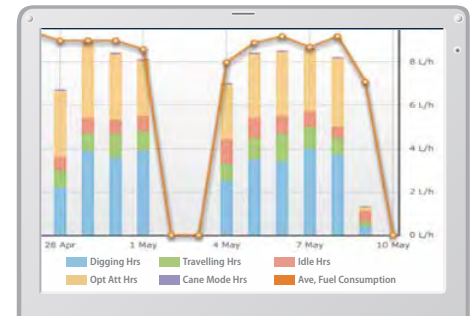 8 L/h
6 L/h
4 L/h
2 L/h
0 L/h
28 Apr 1 May 4 May 7 May 10 May
Digging Hrs Travelling Hrs Idle Hrs
Opt Att Hrs Cane Mode Hrs Ave, Fuel Consumption